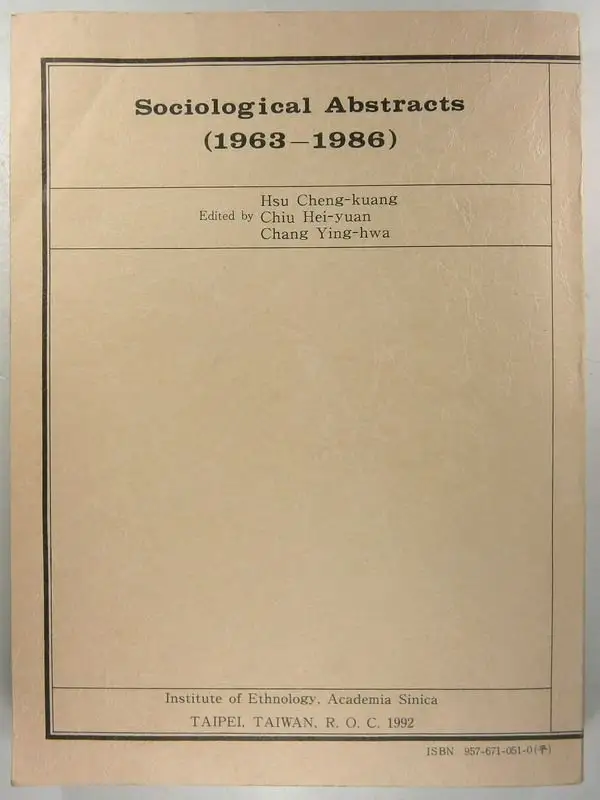 Sociological Abstracts
(1963－1986)
Hsu Cheng-kuang
Edited by Chiu Hei-yuan
Chang Ying-hwa
Institute of Ethnology, Academia Sinica
TAIPEI, TAIWAN, R. O. C. 1992
ISBN 957-671-051-0(平)